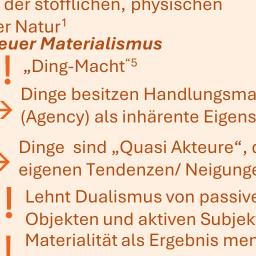 der stofflichen, physischen
er Natur¹
euer Materialismus
! „Ding-Macht“⁵
→ Dinge besitzen Handlungsma
(Agency) als inhärente Eigens
→ Dinge sind „Quasi Akteure“,
eigenen Tendenzen/ Neigunge
! Lehnt Dualismus von passive
Objekten und aktiven Subjek
! Materialität als Ergebnis men